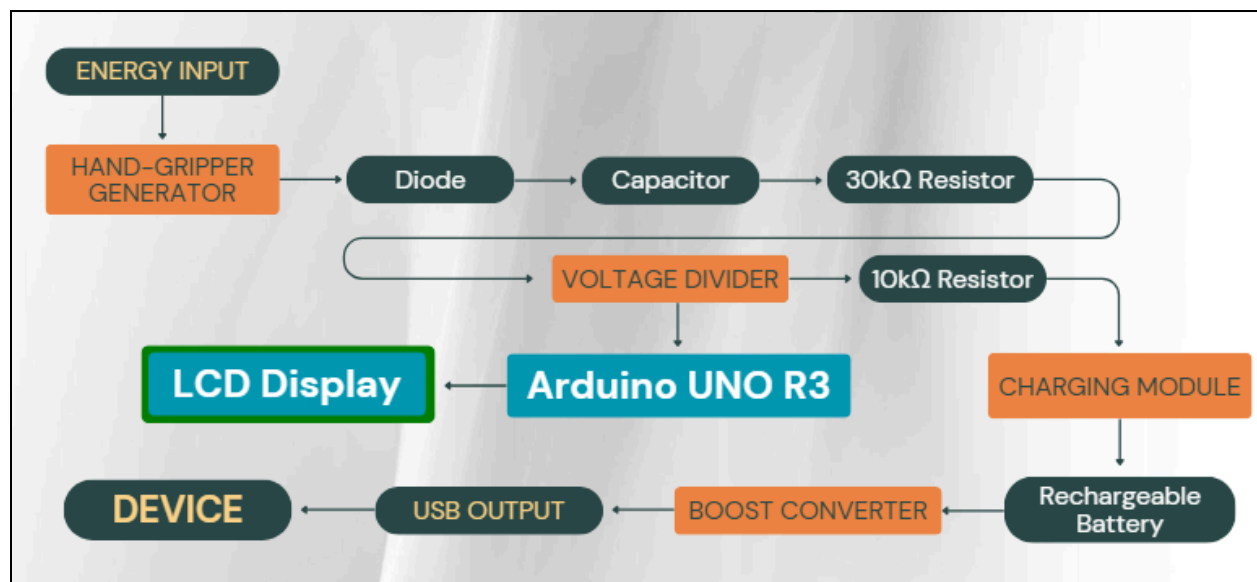 ENERGY INPUT
HAND-GRIPPER
GENERATOR
Diode
Capacitor
30kΩ Resistor
VOLTAGE DIVIDER
10kΩ Resistor
LCD Display
Arduino UNO R3
CHARGING MODULE
DEVICE
USB OUTPUT
BOOST CONVERTER
Rechargeable
Battery